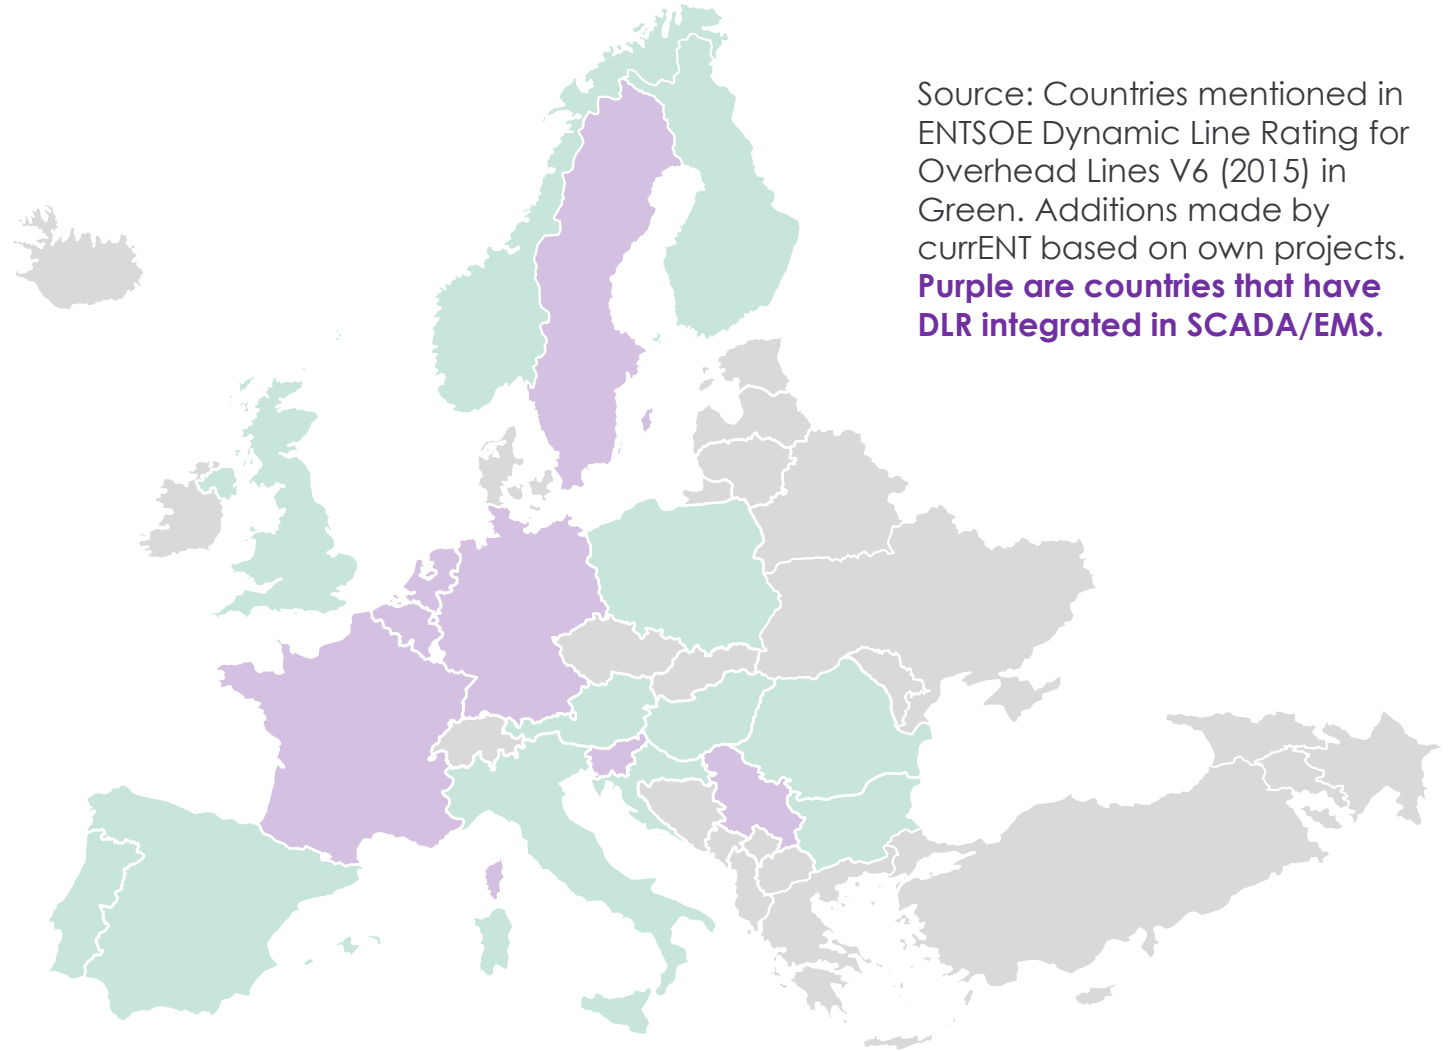 Source: Countries mentioned in
ENTSOE Dynamic Line Rating for
Overhead Lines V6 (2015) in
Green. Additions made by
currENT based on own projects.
Purple are countries that have
DLR integrated in SCADA/EMS.